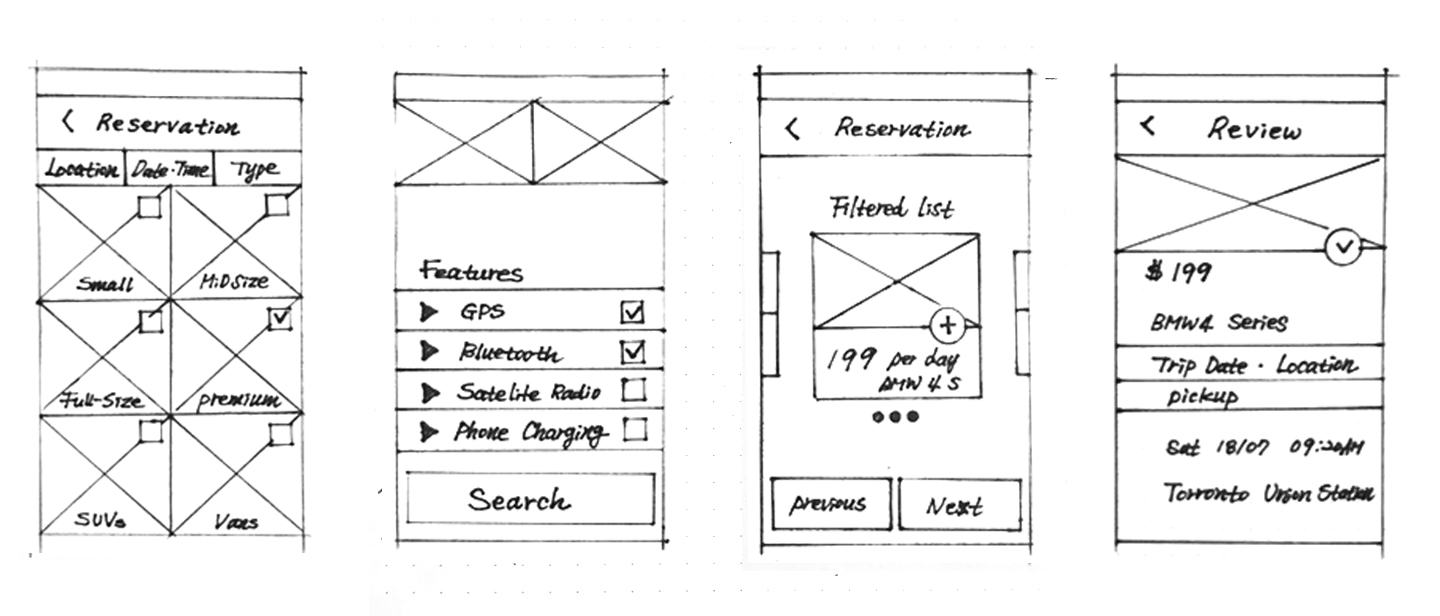 < Reservation
Location Date·Time Type
Small MiDSize
Full-Size premium
SUVs Vans
Features
GPS
Bluetooth
Satelite Radio
Phone Charging
Search
< Reservation
Filtered list
199 per day
BMW 4 S
previous Next
< Review
$199
BMW4 Series
Trip Date · Location
pickup
Sat 18/07 09:20AM
Torronto Union Station